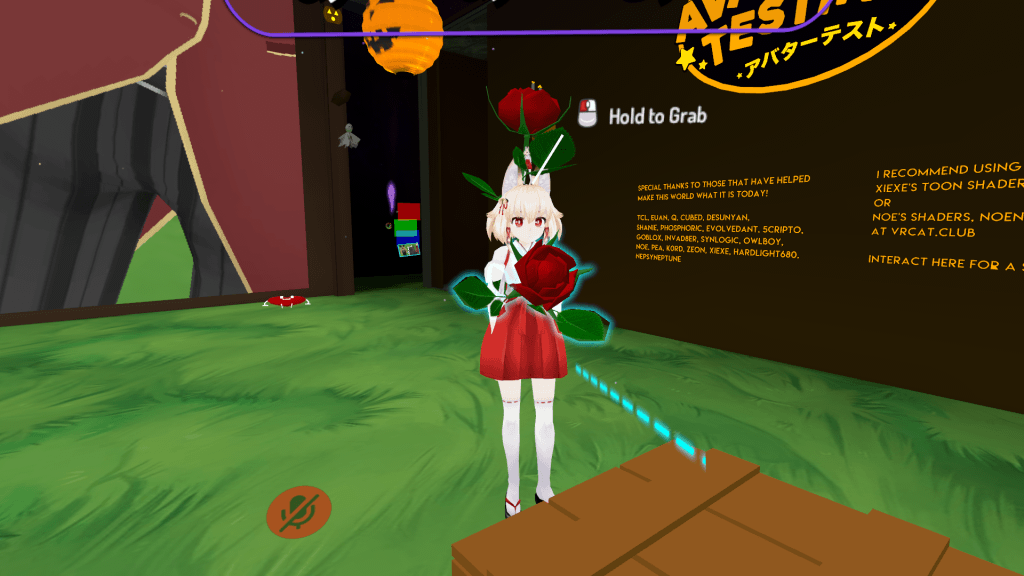 TESTIN
アバターテスト
Hold to Grab
SPECIAL THANKS TO THOSE THAT HAVE HELPED
MAKE THIS WORLD WHAT IT IS TODAY!
TCL, EUAN, Q, CUBED, DESUNYAN,
SHANIE, PHOSPHORIC, EVOLVEDANT, SCRIPTO,
GOBLOX, INVAD8ER, SYNLOGIC, OWLBOY,
NOE, PEA, KORD, ZEON, XIEXE, HARDLIGHT680,
NEPSYNEPTUNE
I RECOMMEND USING
XIEXE'S TOON SHADER
OR
NOE'S SHADERS, NOEN
AT VRCAT.CLUB
INTERACT HERE FOR A